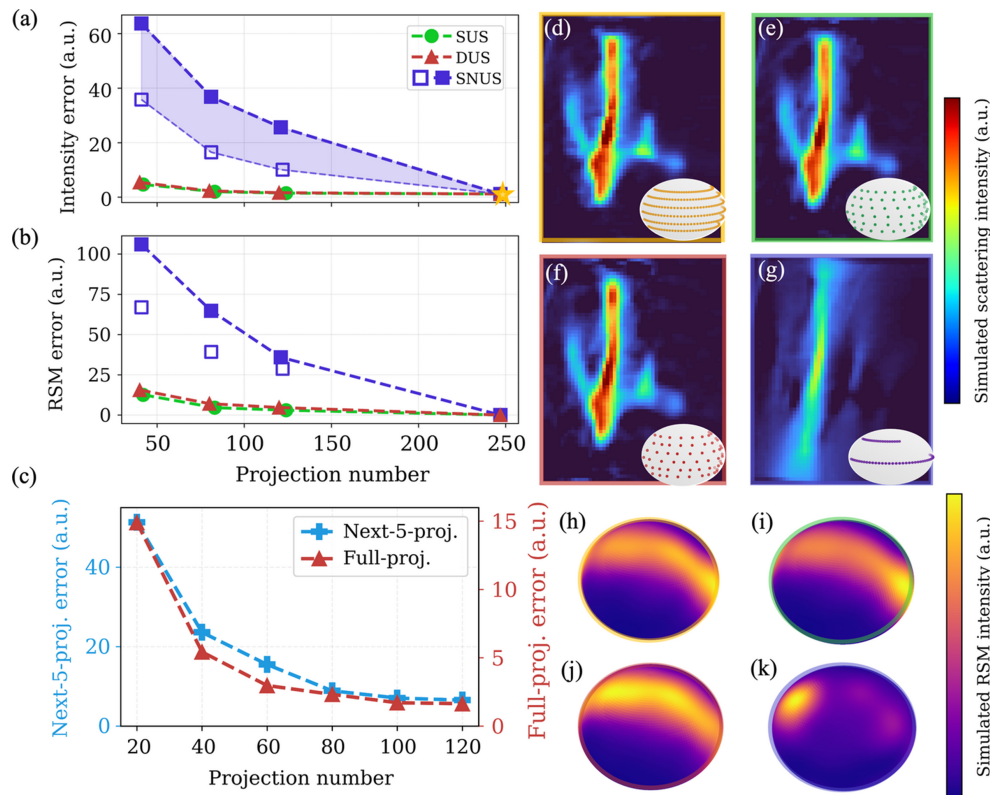 (a)
Intensity error (a.u.)
60
40
20
0
SUS
DUS
SNUS
(b)
RSM error (a.u.)
100
75
50
25
0
50 100 150 200 250
Projection number
(c)
Next-5-proj. error (a.u.)
40
20
0
Next-5-proj.
Full-proj.
15
10
5
0
Full-proj. error (a.u.)
20 40 60 80 100 120
Projection number
(d)
(e)
(f)
(g)
Simulated scattering intensity (a.u.)
(h)
(i)
(j)
(k)
Simulated RSM intensity (a.u.)